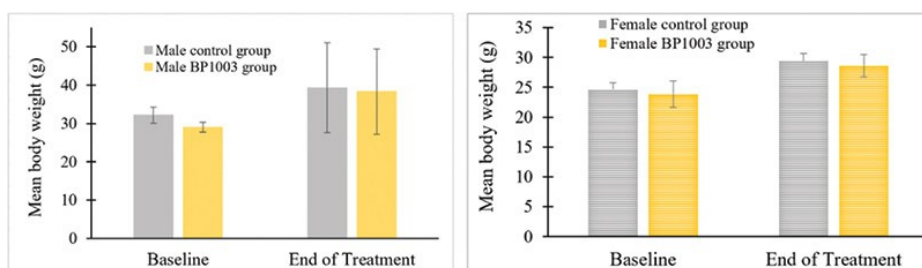 Mean body weight (g)
50
40
30
20
10
0
Male control group
Male BP1003 group
Baseline
End of Treatment
Mean body weight (g)
35
30
25
20
15
10
5
0
Female control group
Female BP1003 group
Baseline
End of Treatment